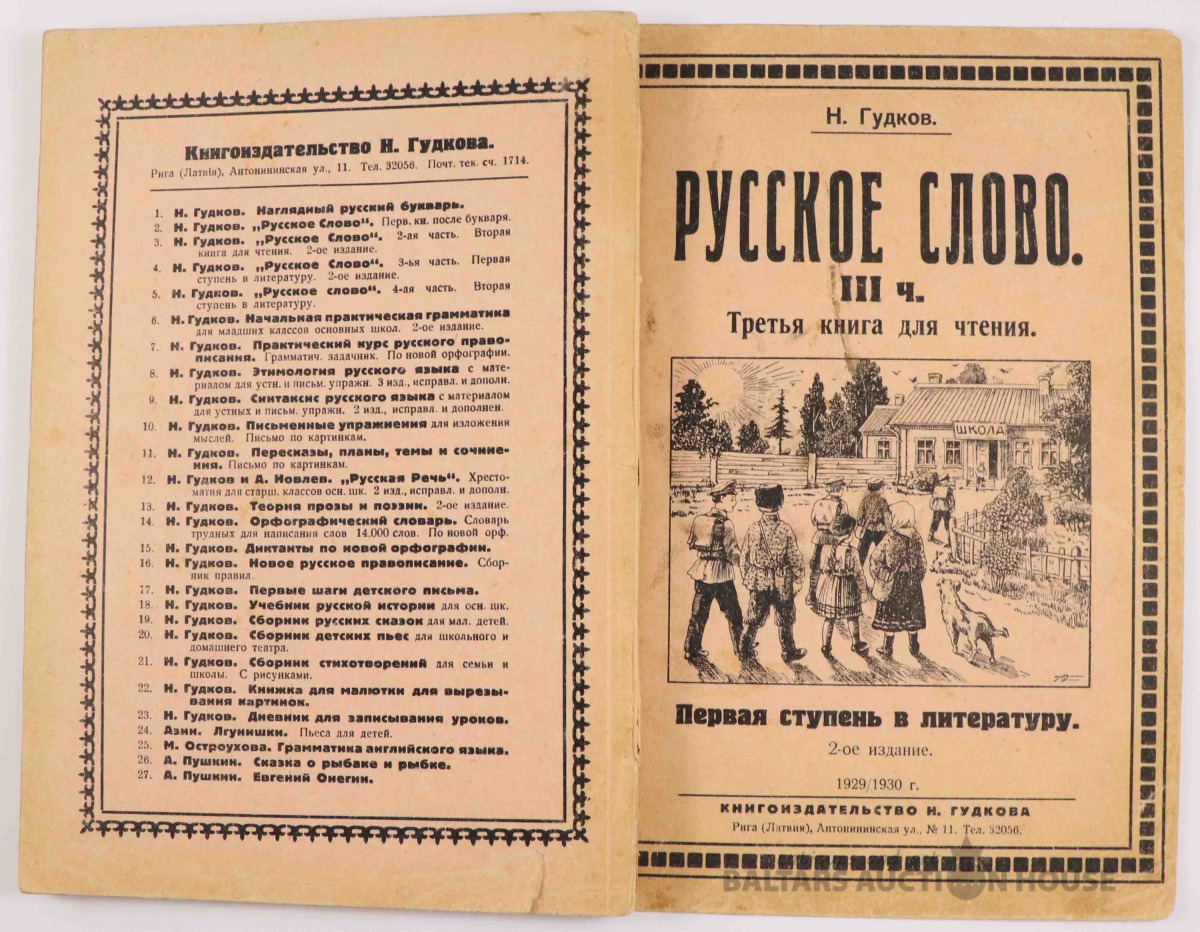 Книгоиздательство Н. Гудкова.
Рига (Латвія), Антонининская ул., 11. Тел. 32056. Почт. тек. сч. 1714.
1. Н. Гудков. Наглядный русский букварь.
2. Н. Гудков. „Русское Слово“. Перв. кн. после букваря.
3. Н. Гудков. „Русское Слово“. 2-ая часть. Вторая
книга для чтения. 2-ое издание.
4. Н. Гудков. „Русское Слово“. 3-ья часть. Первая
ступень в литературу. 2-ое издание.
5. Н. Гудков. „Русское слово“. 4-ая часть. Вторая
ступень в литературу.
6. Н. Гудков. Начальная практическая грамматика
для младших классов основных школ. 2-ое издание.
7. Н. Гудков. Практический курс русского право-
писания. Грамматич. задачник. По новой орфографии.
8. Н. Гудков. Этимология русского языка с мате-
риалом для устн. и письм. упражн. 3 изд., исправл. и дополн.
9. Н. Гудков. Синтаксис русского языка с материалом
для устных и письм. упражн. 2 изд., исправл. и дополнен.
10. Н. Гудков. Письменные упражнения для изложения
мыслей. Письмо по картинкам.
11. Н. Гудков. Пересказы, планы, темы и сочине-
ния. Письмо по картинкам.
12. Н. Гудков и А. Иовлев. „Русская Речь“. Хресто-
матия для старш. классов осн. шк. 2 изд., исправл. и дополн.
13. Н. Гудков. Теория прозы и поэзии. 2-ое издание.
14. Н. Гудков. Орфографический словарь. Словарь
трудных для написания слов 14.000 слов. По новой орф.
15. Н. Гудков. Диктанты по новой орфографии.
16. Н. Гудков. Новое русское правописание. Сбор-
ник правил.
17. Н. Гудков. Первые шаги детского письма.
18. Н. Гудков. Учебник русской истории для осн. шк.
19. Н. Гудков. Сборник русских сказок для мал. детей.
20. Н. Гудков. Сборник детских пьес для школьного и
домашнего театра.
21. Н. Гудков. Сборник стихотворений для семьи и
школы. С рисунками.
22. Н. Гудков. Книжка для малютки для вырезы-
вания картинок.
23. Н. Гудков. Дневник для записывания уроков.
24. Азни. Лгунишки. Пьеса для детей.
25. М. Остроухова. Грамматика английского языка.
26. А. Пушкин. Сказка о рыбаке и рыбке.
27. А. Пушкин. Евгений Онегин.
Н. Гудков.
РУССКОЕ СЛОВО.
III ч.
Третья книга для чтения.
ШКОЛА
Первая ступень в литературу.
2-ое издание.
1929/1930 г.
КНИГОИЗДАТЕЛЬСТВО Н. ГУДКОВА
Рига (Латвия), Антонининская ул., № 11. Тел. 32056.
BALTARS AUCTION HOUSE